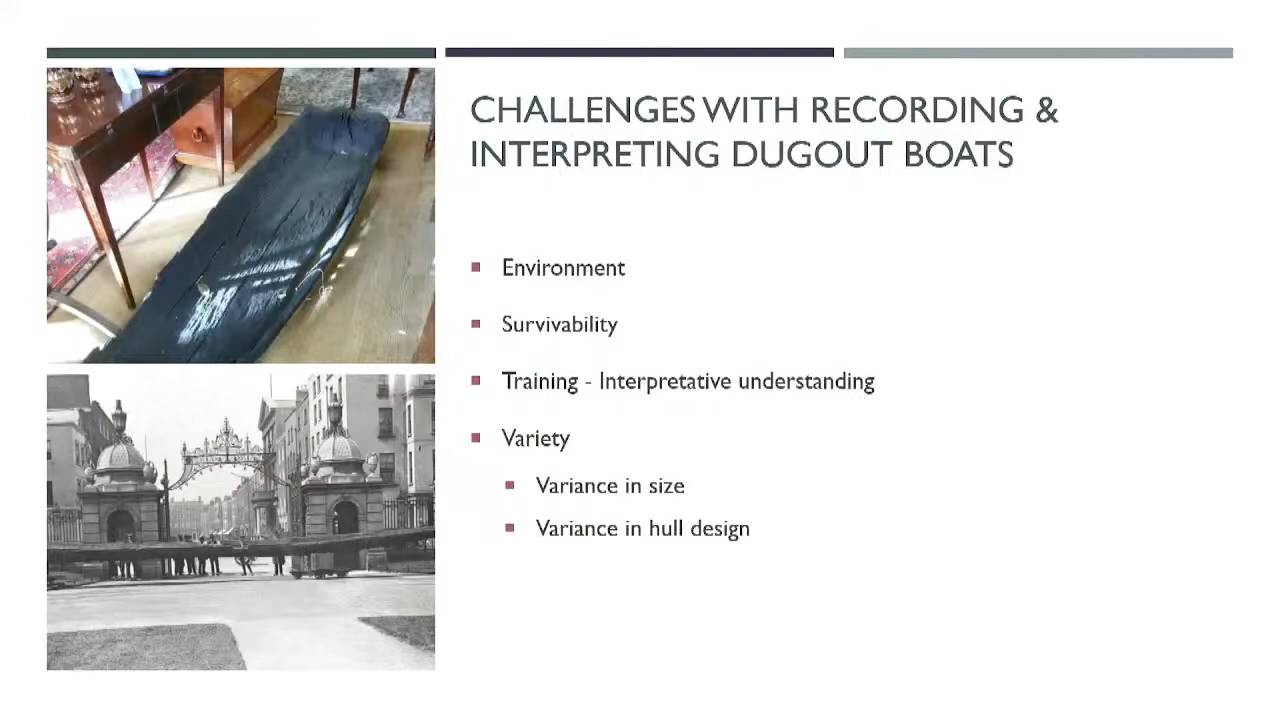 CHALLENGES WITH RECORDING &
INTERPRETING DUGOUT BOATS
Environment
Survivability
Training - Interpretative understanding
Variety
Variance in size
Variance in hull design